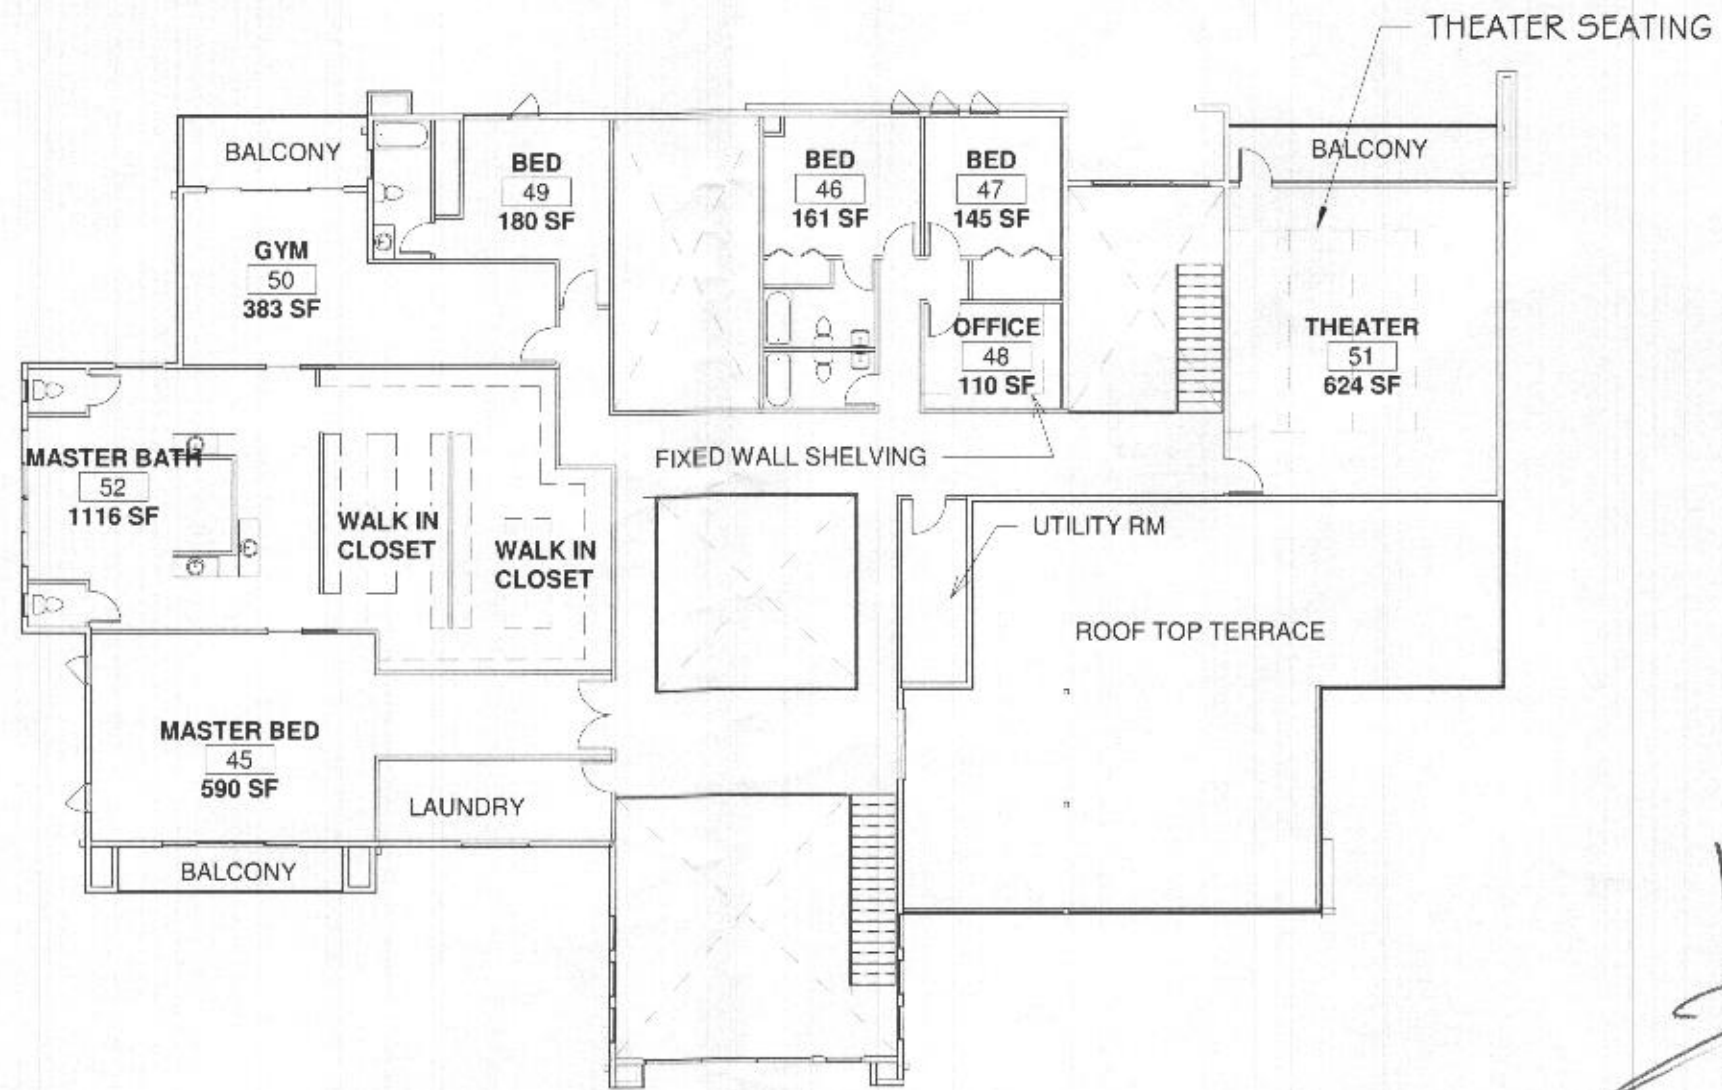 THEATER SEATING
BALCONY
BED
49
180 SF
BED
46
161 SF
BED
47
145 SF
BALCONY
GYM
50
383 SF
OFFICE
48
110 SF
THEATER
51
624 SF
MASTER BATH
52
1116 SF
FIXED WALL SHELVING
WALK IN
CLOSET
WALK IN
CLOSET
UTILITY RM
ROOF TOP TERRACE
MASTER BED
45
590 SF
LAUNDRY
BALCONY